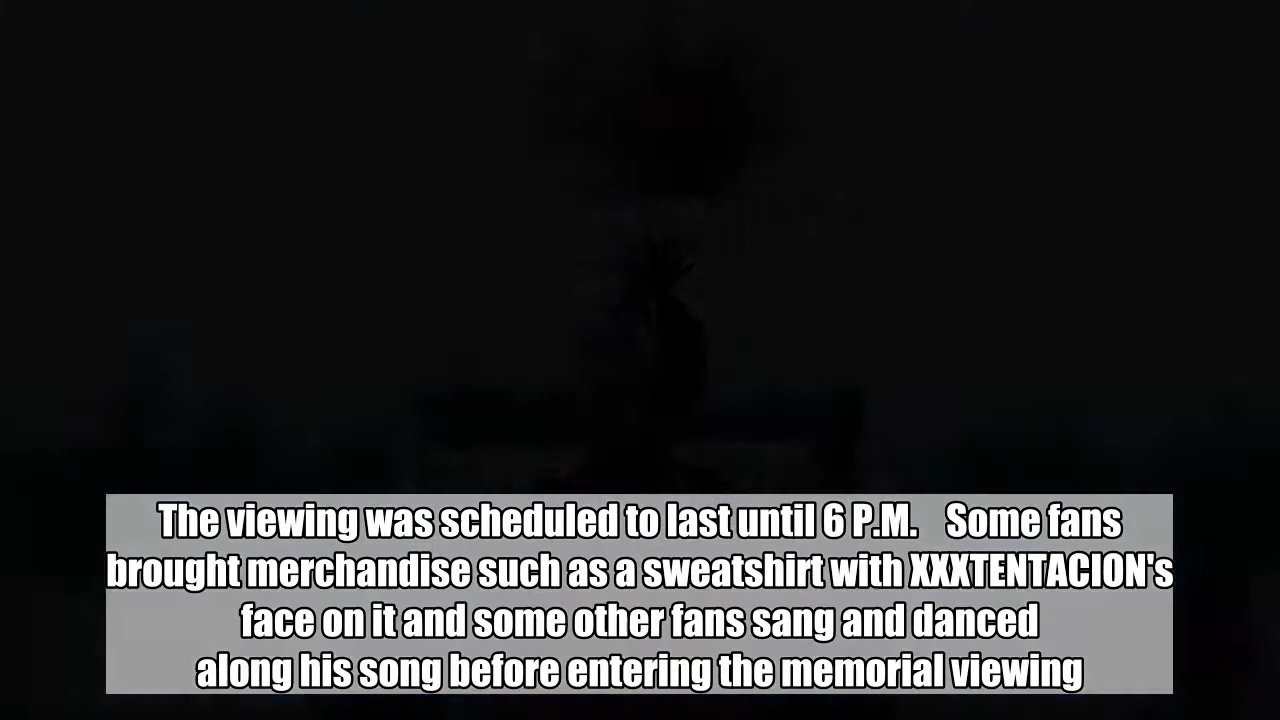 The viewing was scheduled to last until 6 P.M.    Some fans
brought merchandise such as a sweatshirt with XXXTENTACION's
face on it and some other fans sang and danced
along his song before entering the memorial viewing